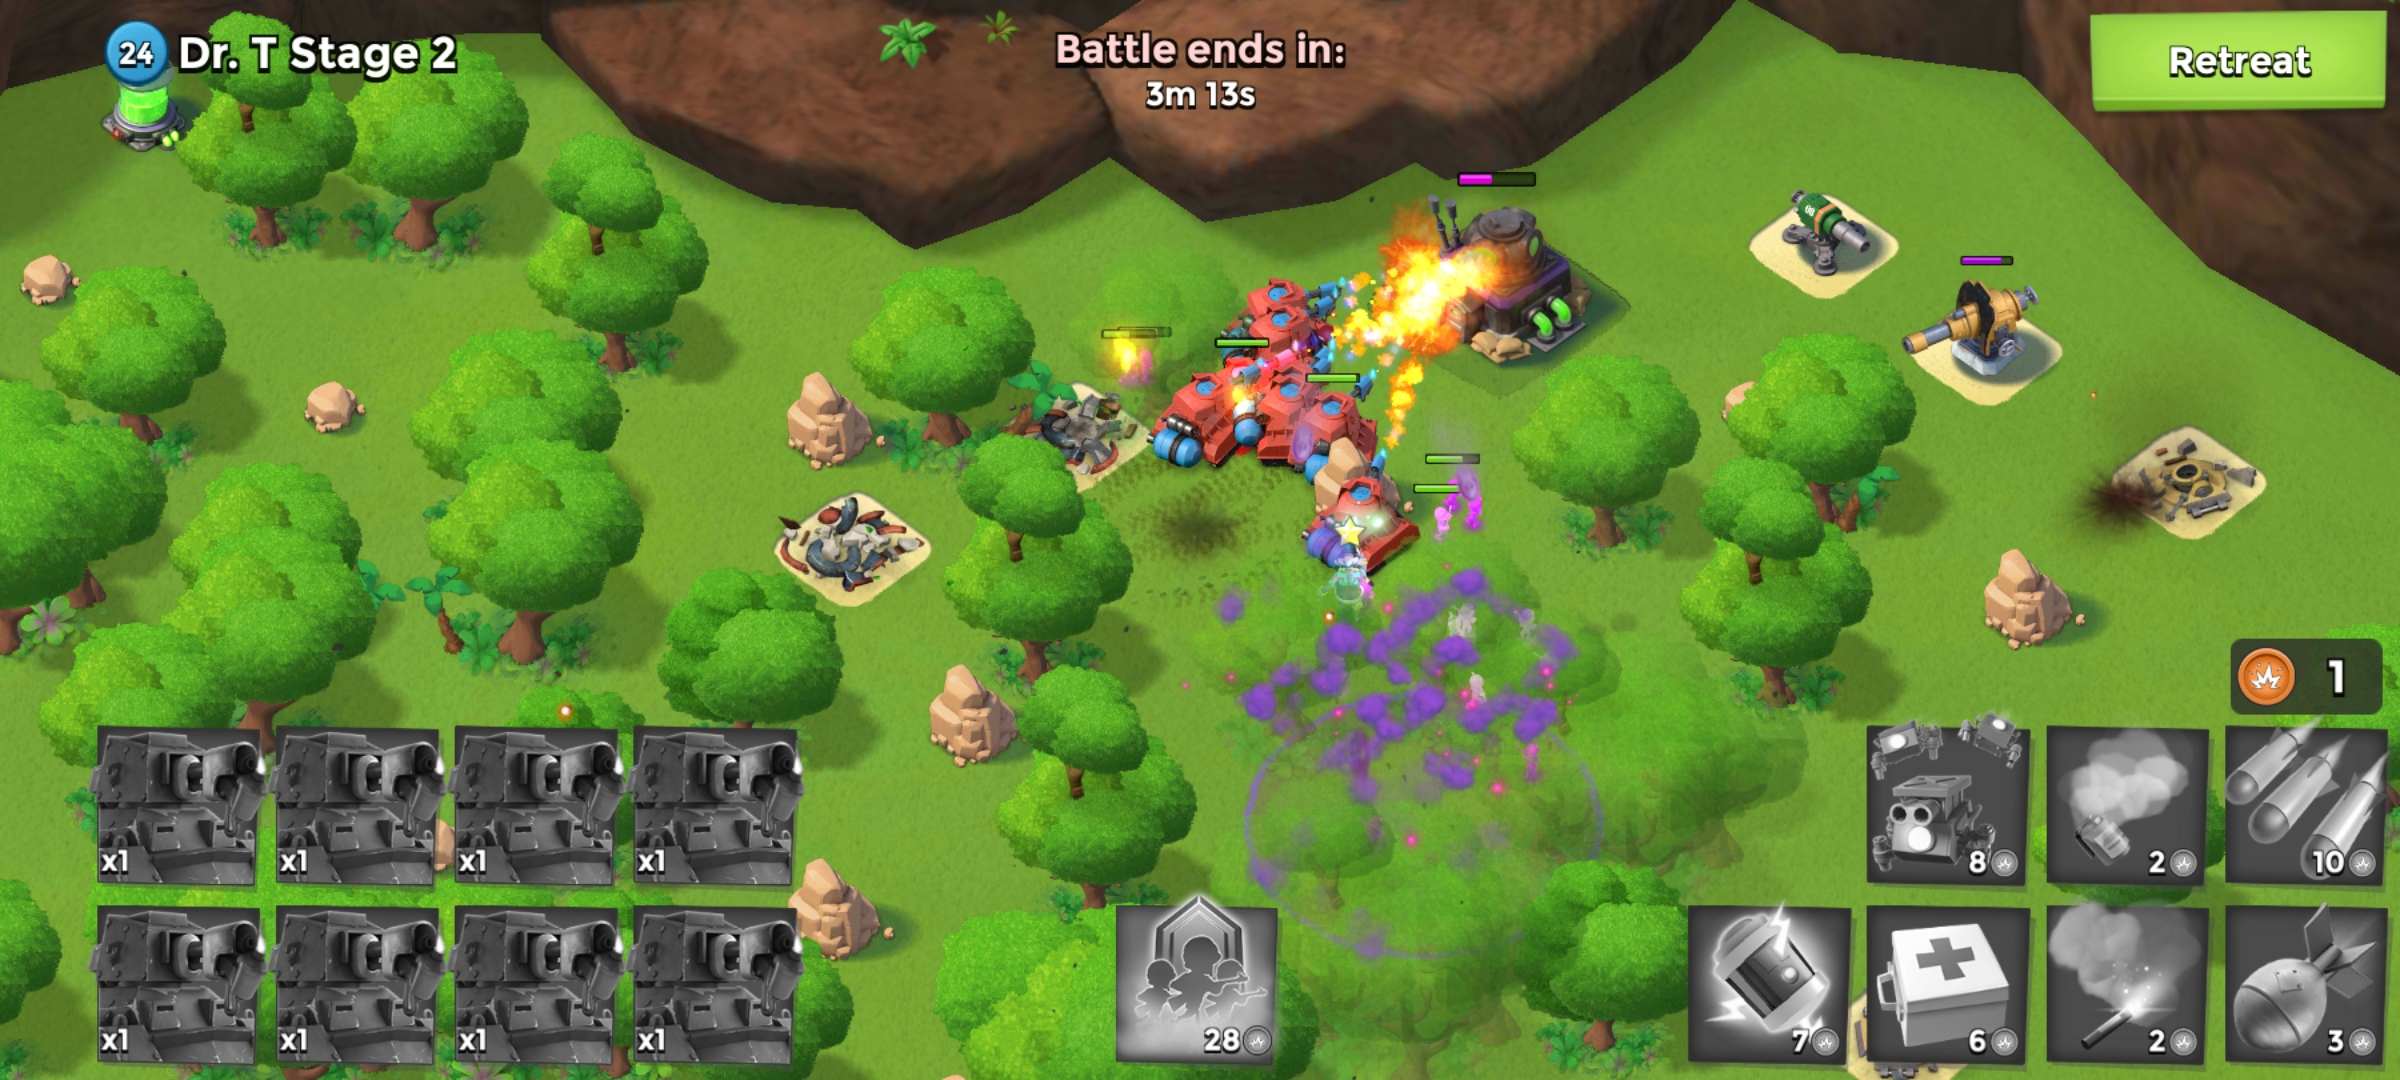 24 Dr. T Stage 2
Battle ends in:
3m 13s
Retreat
1
x1 x1 x1 x1
8 2 10
x1 x1 x1 x1
28
7 6 2 3